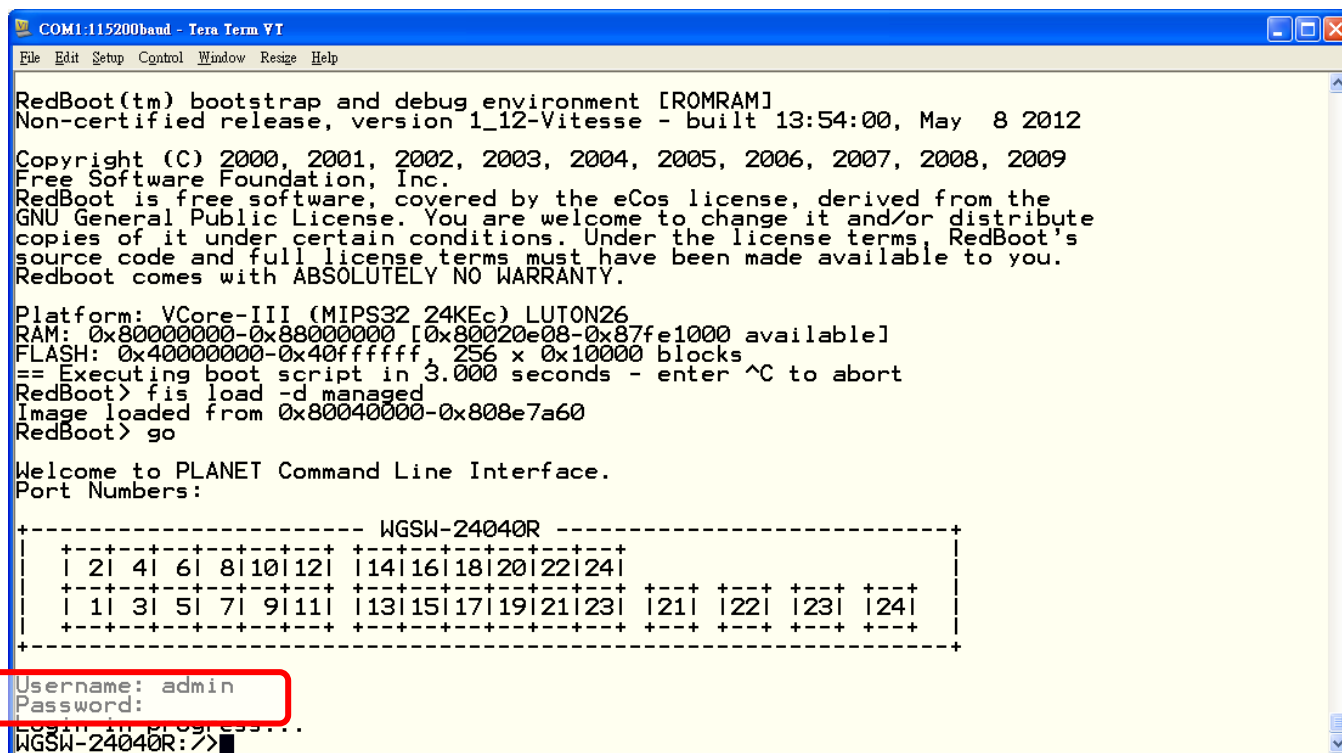 COM1:115200baud - Tera Term VT
File Edit Setup Control Window Resize Help
RedBoot(tm) bootstrap and debug environment [ROMRAM]
Non-certified release, version 1_12-Vitesse - built 13:54:00, May  8 2012
Copyright (C) 2000, 2001, 2002, 2003, 2004, 2005, 2006, 2007, 2008, 2009
Free Software Foundation, Inc.
RedBoot is free software, covered by the eCos license, derived from the
GNU General Public License. You are welcome to change it and/or distribute
copies of it under certain conditions. Under the license terms, RedBoot's
source code and full license terms must have been made available to you.
Redboot comes with ABSOLUTELY NO WARRANTY.
Platform: VCore-III (MIPS32 24KEc) LUTON26
RAM: 0x80000000-0x88000000 [0x80020e08-0x87fe1000 available]
FLASH: 0x40000000-0x40ffffff, 256 x 0x10000 blocks
== Executing boot script in 3.000 seconds - enter ^C to abort
RedBoot> fis load -d managed
Image loaded from 0x80040000-0x808e7a60
RedBoot> go
Welcome to PLANET Command Line Interface.
Port Numbers:
+----------------------- WGSW-24040R ---------------------------+
|  +--+--+--+--+--+--+ +--+--+--+--+--+--+                      |
|  | 2| 4| 6| 8|10|12| |14|16|18|20|22|24|                      |
|  +--+--+--+--+--+--+ +--+--+--+--+--+--+ +--+ +--+ +--+ +--+  |
|  | 1| 3| 5| 7| 9|11| |13|15|17|19|21|23| |21| |22| |23| |24|  |
|  +--+--+--+--+--+--+ +--+--+--+--+--+--+ +--+ +--+ +--+ +--+  |
+---------------------------------------------------------------+
Username: admin
Password:
Login in progress...
WGSW-24040R:/>